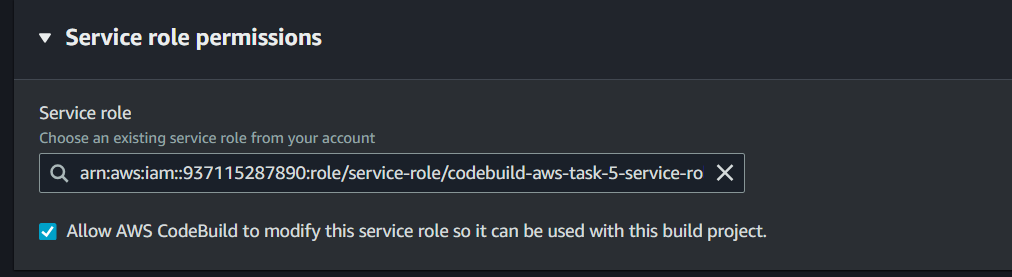 Service role permissions
Service role
Choose an existing service role from your account
arn:aws:iam::937115287890:role/service-role/codebuild-aws-task-5-service-ro
Allow AWS CodeBuild to modify this service role so it can be used with this build project.